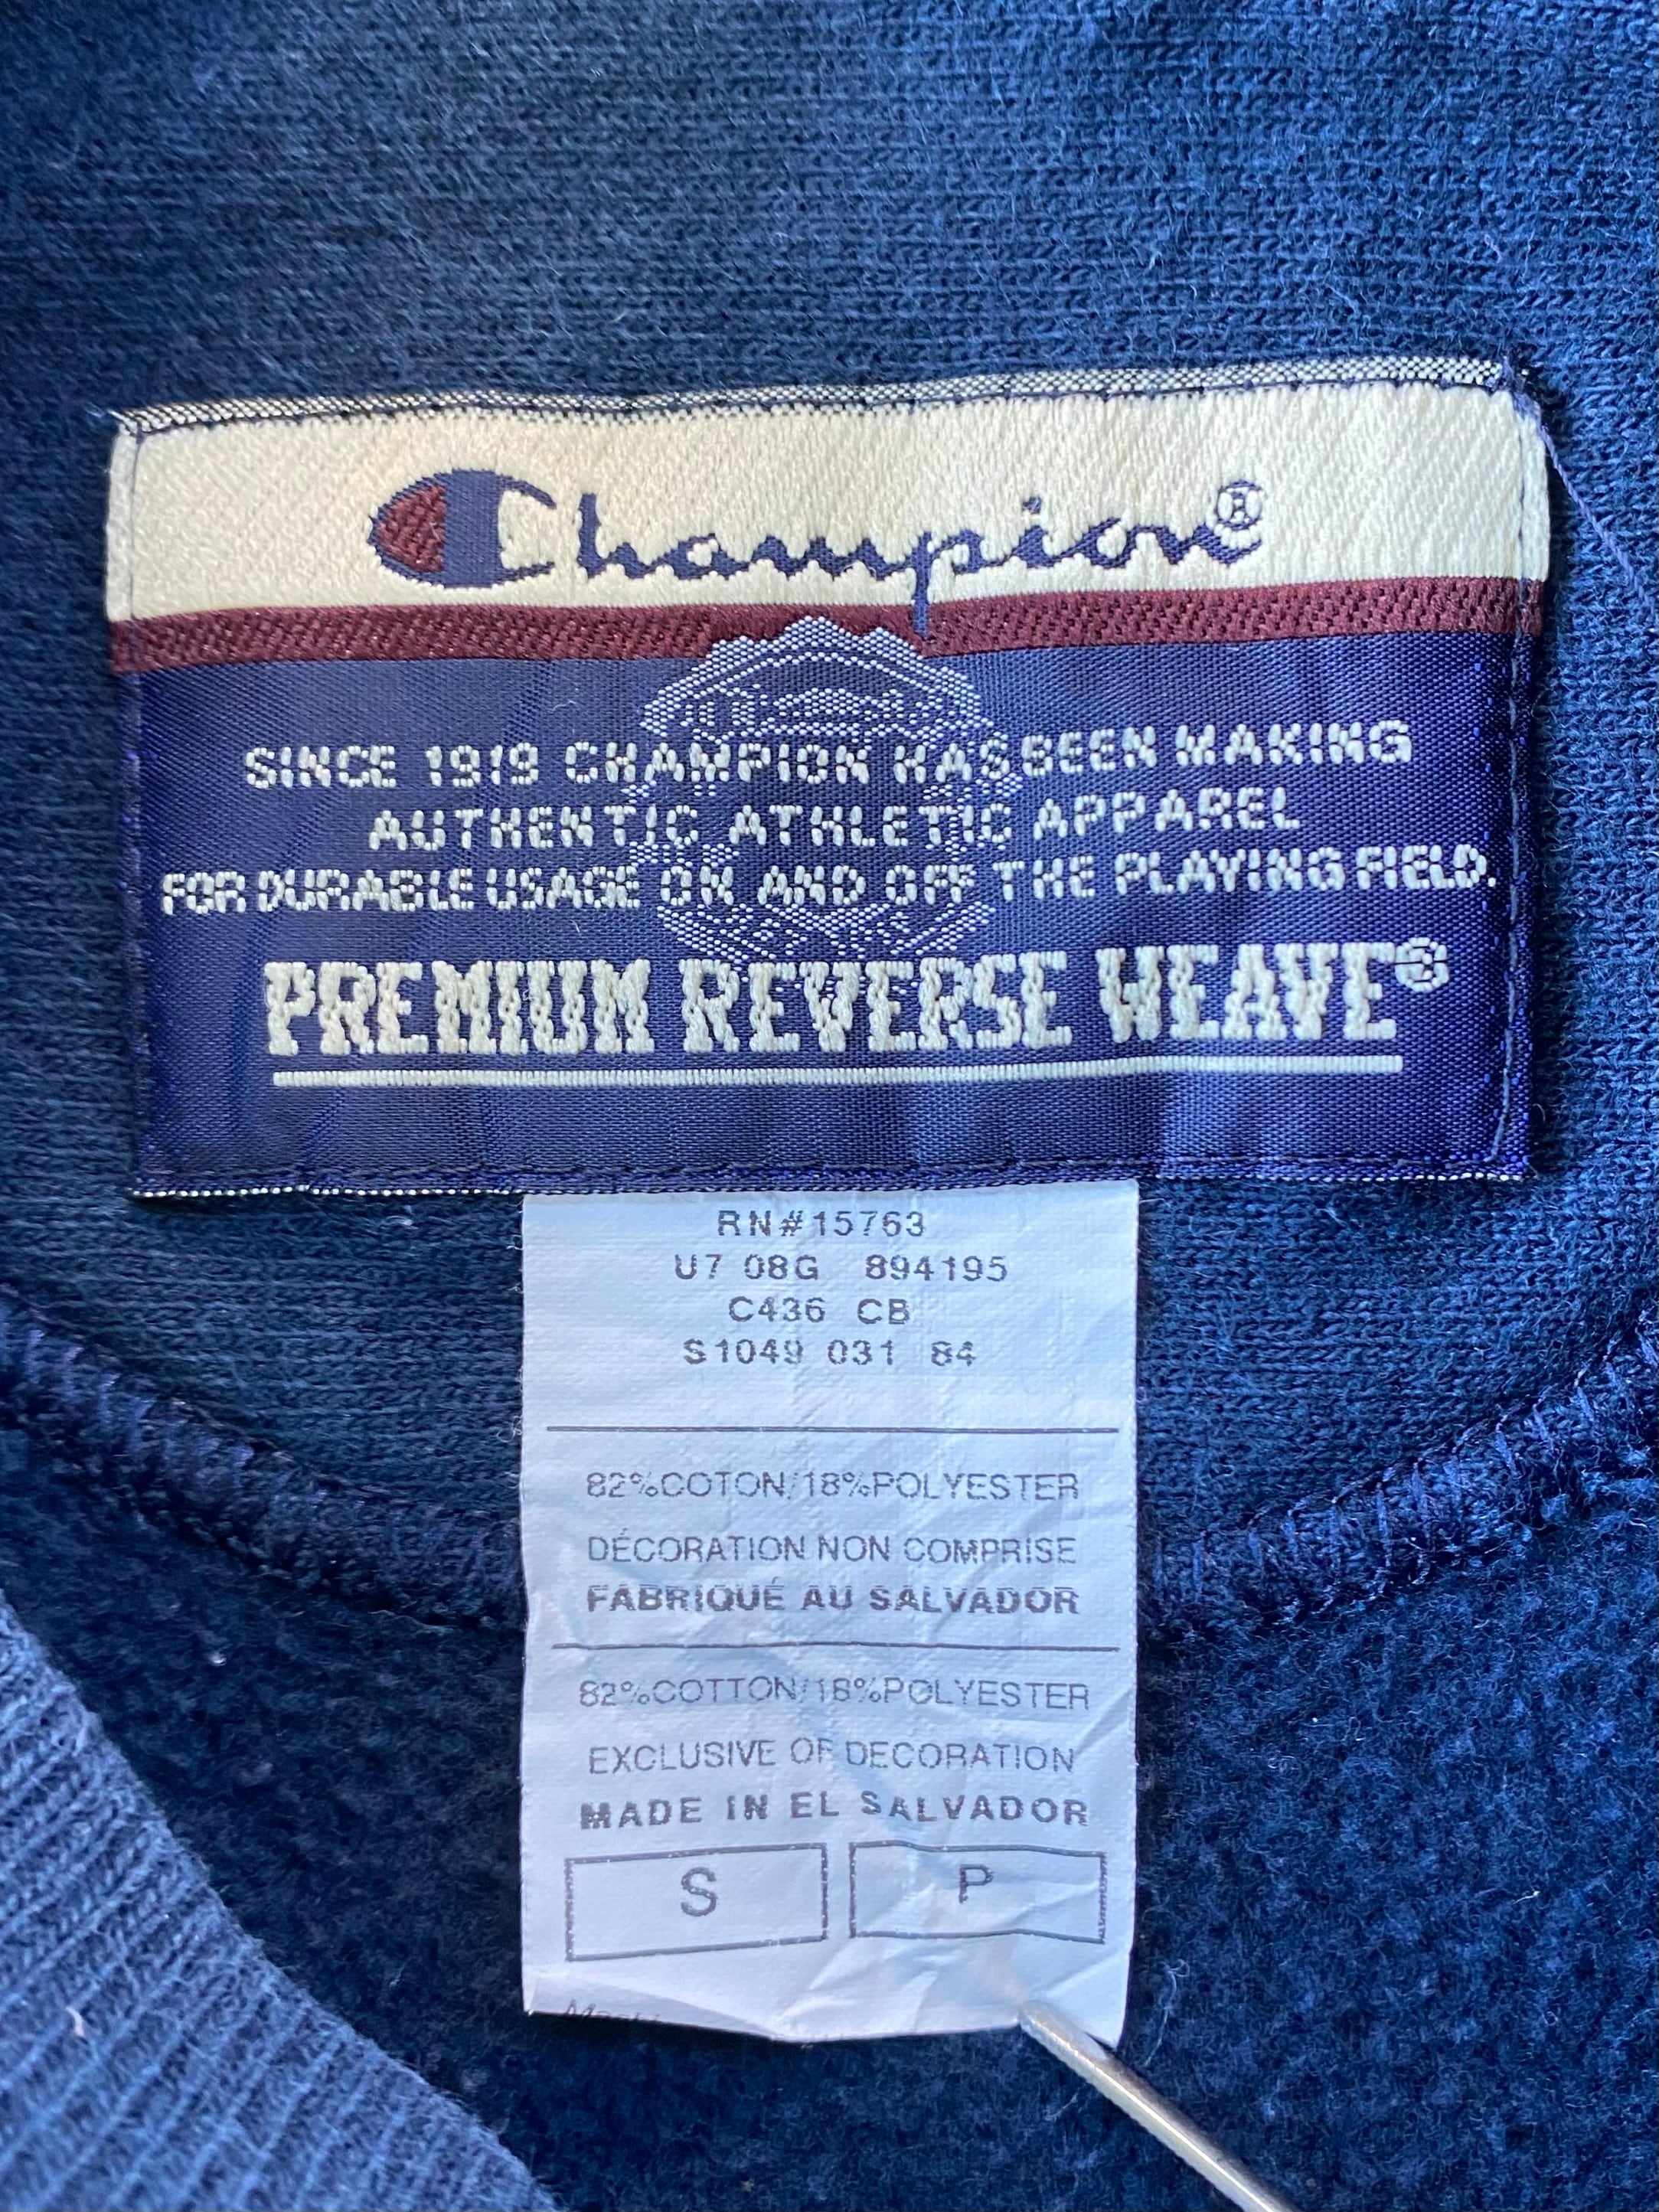 Champion®
SINCE 1919 CHAMPION HAS BEEN MAKING
AUTHENTIC ATHLETIC APPAREL
FOR DURABLE USAGE ON AND OFF THE PLAYING FIELD.
PREMIUM REVERSE WEAVE®
RN#15763
U7 08G 894195
C436 CB
S1049 031 84
82%COTON/18%POLYESTER
DÉCORATION NON COMPRISE
FABRIQUÉ AU SALVADOR
82%COTTON/18%POLYESTER
EXCLUSIVE OF DECORATION
MADE IN EL SALVADOR
S P